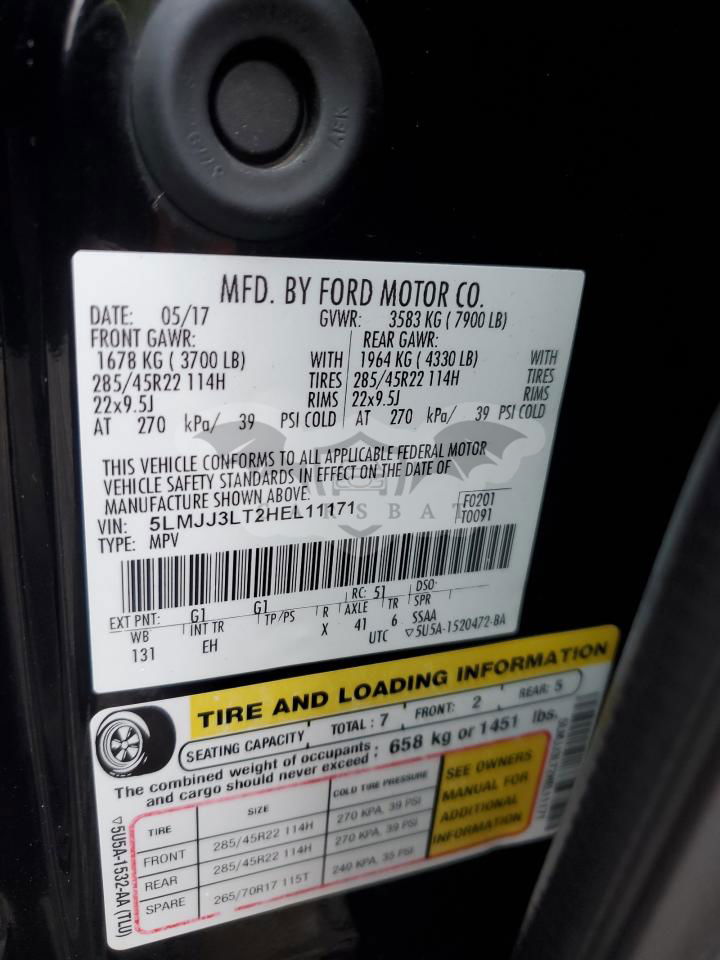 MFD. BY FORD MOTOR CO.
DATE: 05/17 GVWR: 3583 KG ( 7900 LB)
FRONT GAWR: REAR GAWR:
1678 KG ( 3700 LB) WITH 1964 KG ( 4330 LB) WITH
285/45R22 114H TIRES 285/45R22 114H TIRES
22x9.5J RIMS 22x9.5J RIMS
AT 270 kPa/ 39 PSI COLD AT 270 kPa/ 39 PSI COLD
THIS VEHICLE CONFORMS TO ALL APPLICABLE FEDERAL MOTOR
VEHICLE SAFETY STANDARDS IN EFFECT ON THE DATE OF
MANUFACTURE SHOWN ABOVE.
VIN: 5LMJJ3LT2HEL11171 F0201
TYPE: MPV T0091
EXT PNT: G1 G1 RC: 51 DSO:
WB INT TR TP/PS R AXLE TR SPR
131 EH X 41 6 SSAA
UTC ▽5U5A-1520472-BA
TIRE AND LOADING INFORMATION
SEATING CAPACITY TOTAL : 7 FRONT: 2 REAR: 5
The combined weight of occupants and cargo should never exceed : 658 kg or 1451 lbs.
TIRE SIZE COLD TIRE PRESSURE
FRONT 285/45R22 114H 270 KPA, 39 PSI
REAR 285/45R22 114H 270 KPA, 39 PSI
SPARE 265/70R17 115T 240 KPA, 35 PSI
SEE OWNERS
MANUAL FOR
ADDITIONAL
INFORMATION
▽5U5A-1532-AA (TLU)